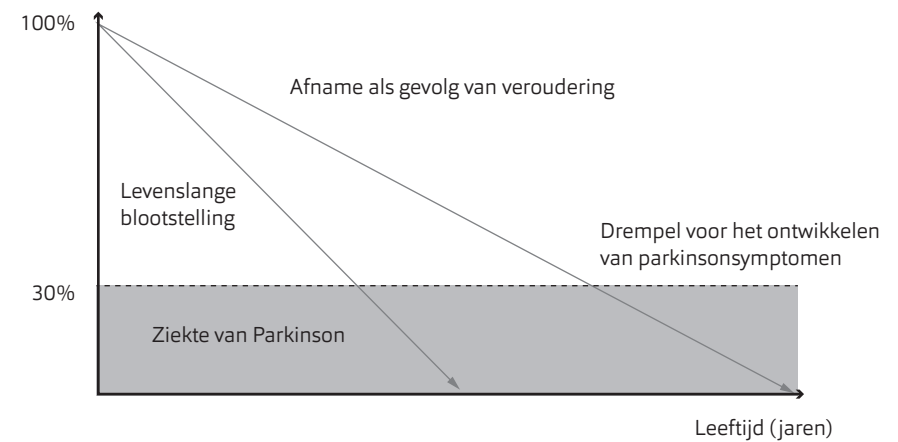 100%
Afname als gevolg van veroudering
Levenslange
blootstelling
Drempel voor het ontwikkelen
van parkinsonsymptomen
30%
Ziekte van Parkinson
Leeftijd (jaren)